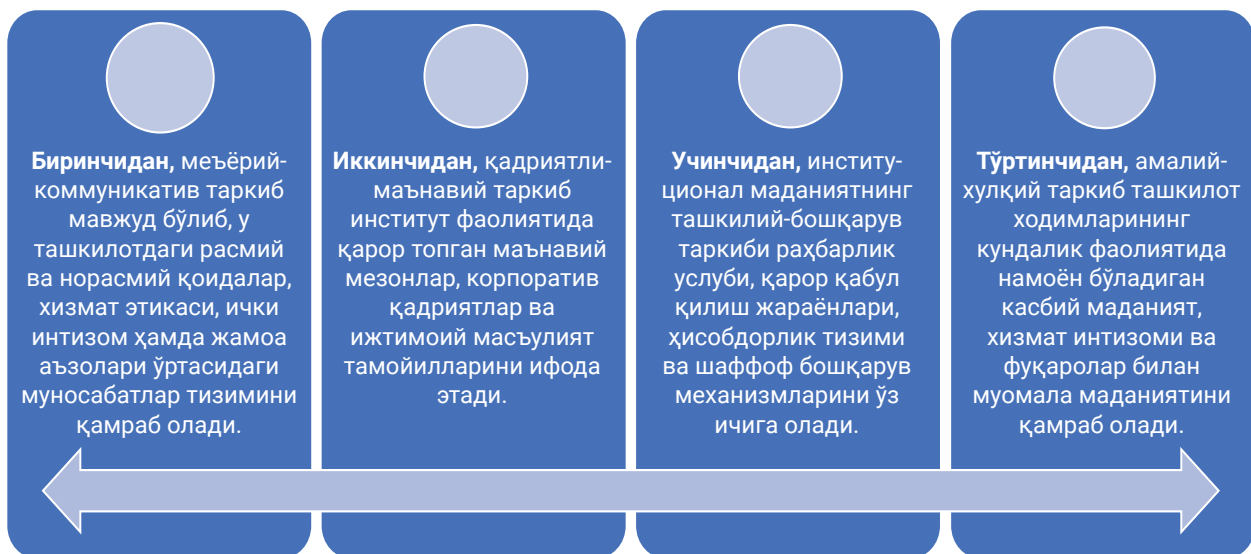 Биринчидан, меъёрий-
коммуникатив таркиб
мавжуд бўлиб, у
ташкилотдаги расмий
ва норасмий қоидалар,
хизмат этикаси, ички
интизом ҳамда жамоа
аъзолари ўртасидаги
муносабатлар тизимини
қамраб олади.
Иккинчидан, қадриятли-
маънавий таркиб
институт фаолиятида
қарор топган маънавий
мезонлар, корпоратив
қадриятлар ва
ижтимоий масъулият
тамойилларини ифода
этади.
Учинчидан, институ-
ционал маданиятнинг
ташкилий-бошқарув
таркиби раҳбарлик
услуби, қарор қабул
қилиш жараёнлари,
ҳисобдорлик тизими
ва шаффоф бошқарув
механизмларини ўз
ичига олади.
Тўртинчидан, амалий-
хулқий таркиб ташкилот
ходимларининг
кундалик фаолиятида
намоён бўладиган
касбий маданият,
хизмат интизоми ва
фуқаролар билан
муомала маданиятини
қамраб олади.